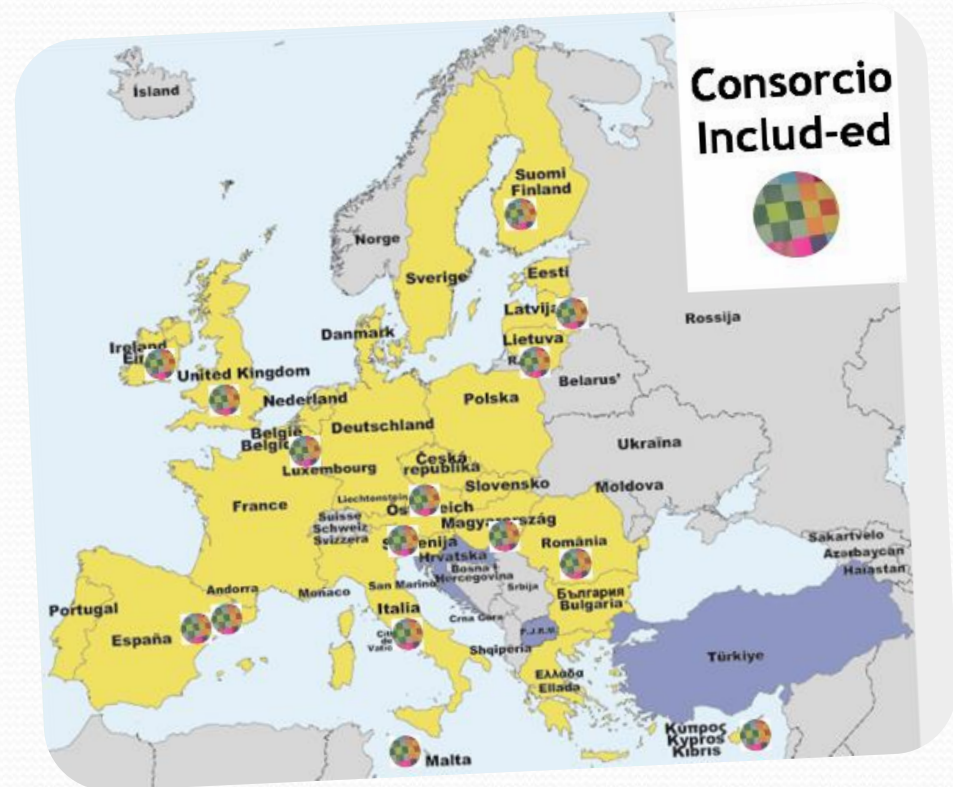 Consorcio
Includ-ed
Ísland
Suomi
Finland
Norge
Sverige
Eesti
Latvija
Rossija
Danmark
Lietuva
Ireland
United Kingdom
Belarus'
Nederland
Polska
België
Deutschland
Ukraïna
Česká
republika
Luxembourg
Slovensko
Moldova
France
Liechtenstein
Suisse
Schweiz
Svizzera
Magyarország
România
Sakartvelo
Azərbaycan
Haïastan
Hrvatska
Bosna i
Hercegovina
Srbija
Andorra
Monaco
San Marino
България
Bulgaria
Portugal
España
Italia
Crna Gora
F.J.R.M.
Shqipëria
Türkiye
Ελλάδα
Ellada
Κύπρος
Kypros
Kıbrıs
Malta